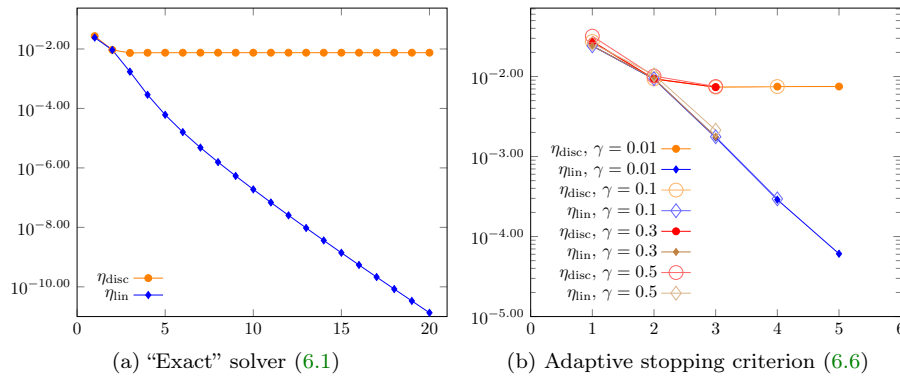 10^−2.00
10^−4.00
10^−6.00
10^−8.00
10^−10.00
η_disc
η_lin
0 5 10 15 20
(a) “Exact” solver (6.1)
10^−2.00
10^−3.00
10^−4.00
10^−5.00
η_disc, γ = 0.01
η_lin, γ = 0.01
η_disc, γ = 0.1
η_lin, γ = 0.1
η_disc, γ = 0.3
η_lin, γ = 0.3
η_disc, γ = 0.5
η_lin, γ = 0.5
0 1 2 3 4 5 6
(b) Adaptive stopping criterion (6.6)